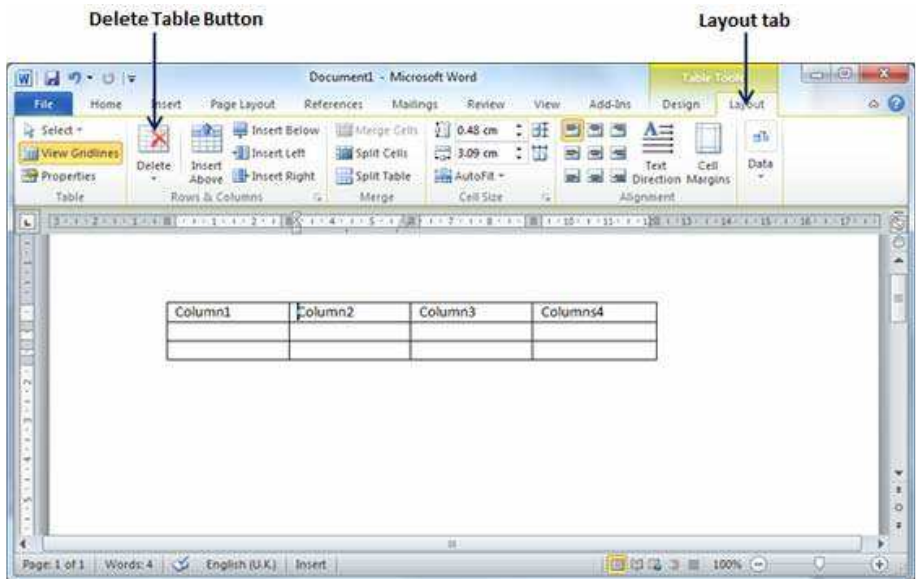 Delete Table Button
Layout tab
Document1 - Microsoft Word
Table Tools
File Home Insert Page Layout References Mailings Review View Add-Ins Design Layout
Select
View Gridlines
Properties
Table
Delete
Insert Above
Insert Below
Insert Left
Insert Right
Rows & Columns
Merge Cells
Split Cells
Split Table
Merge
0.48 cm
3.09 cm
AutoFit
Cell Size
Text Direction
Cell Margins
Alignment
Data
Column1 Column2 Column3 Columns4
Page: 1 of 1 Words: 4 English (U.K.) Insert 100%